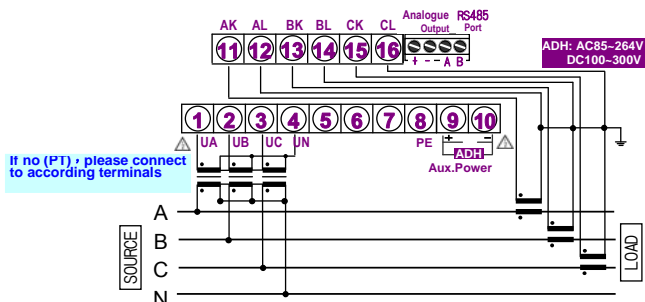 Analogue RS485
Output Port
AK AL BK BL CK CL
11 12 13 14 15 16
+ - - A B
ADH: AC85~264V
DC100~300V
1 2 3 4 5 6 7 8 9 10
UA UB UC UN PE + -
ADH
Aux.Power
If no (PT), please connect
to according terminals
SOURCE
A
B
C
N
LOAD